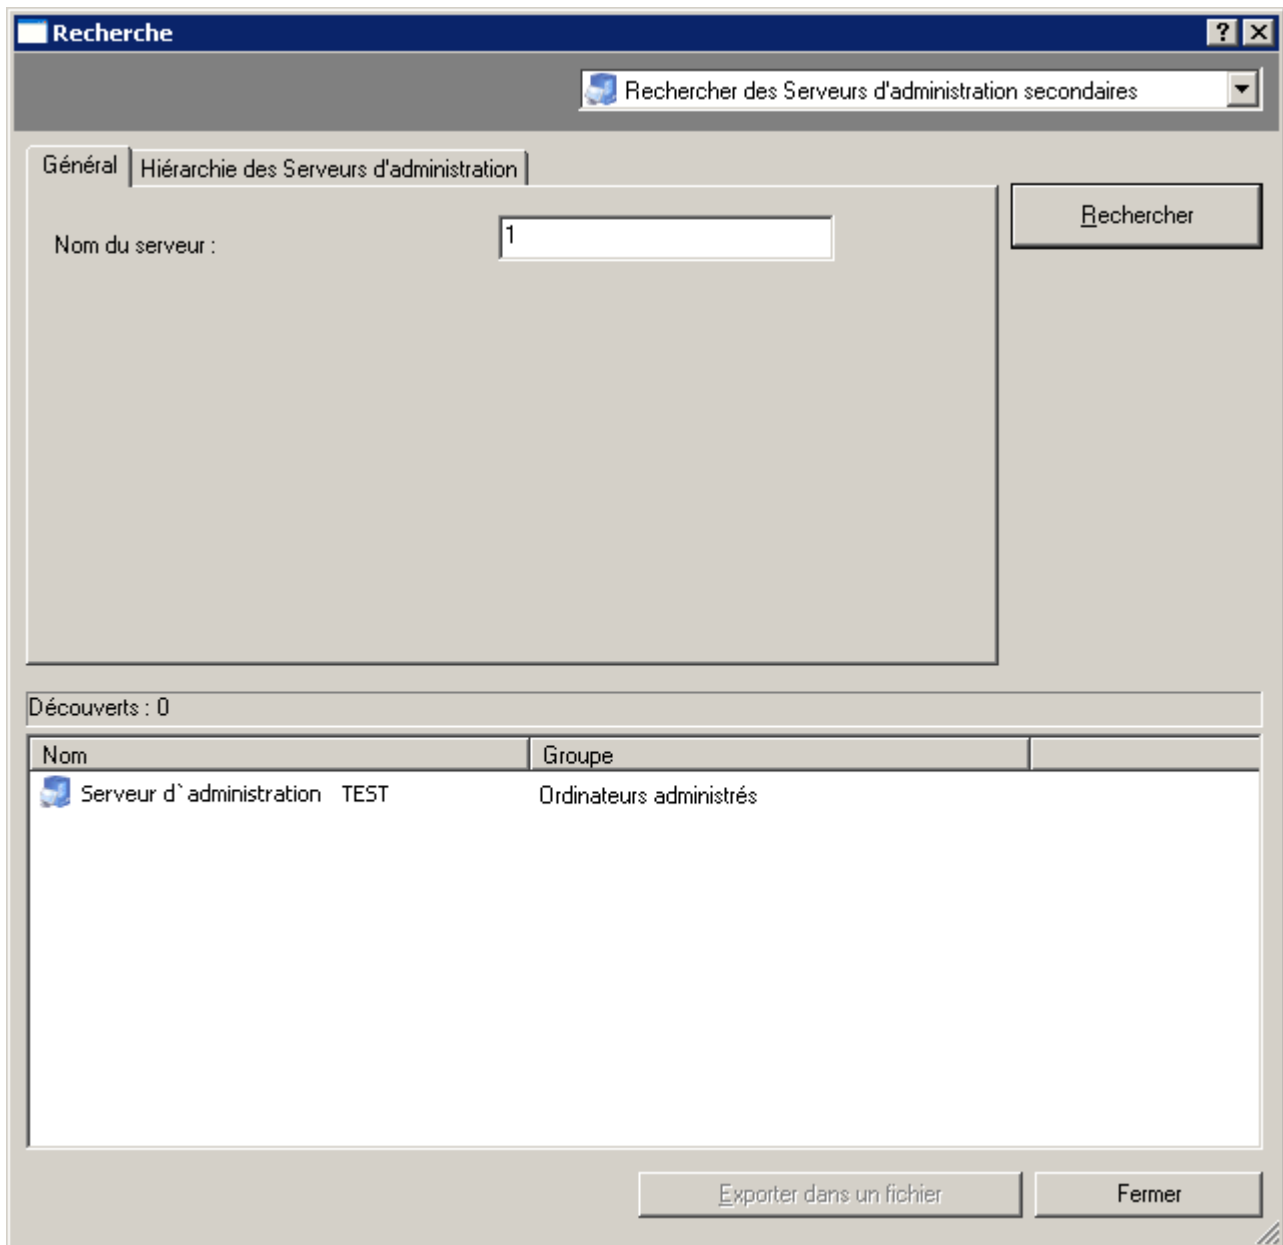 Recherche
Rechercher des Serveurs d'administration secondaires
Général
Hiérarchie des Serveurs d'administration
Nom du serveur :
1
Rechercher
Découverts : 0
Nom
Groupe
Serveur d`administration TEST
Ordinateurs administrés
Exporter dans un fichier
Fermer